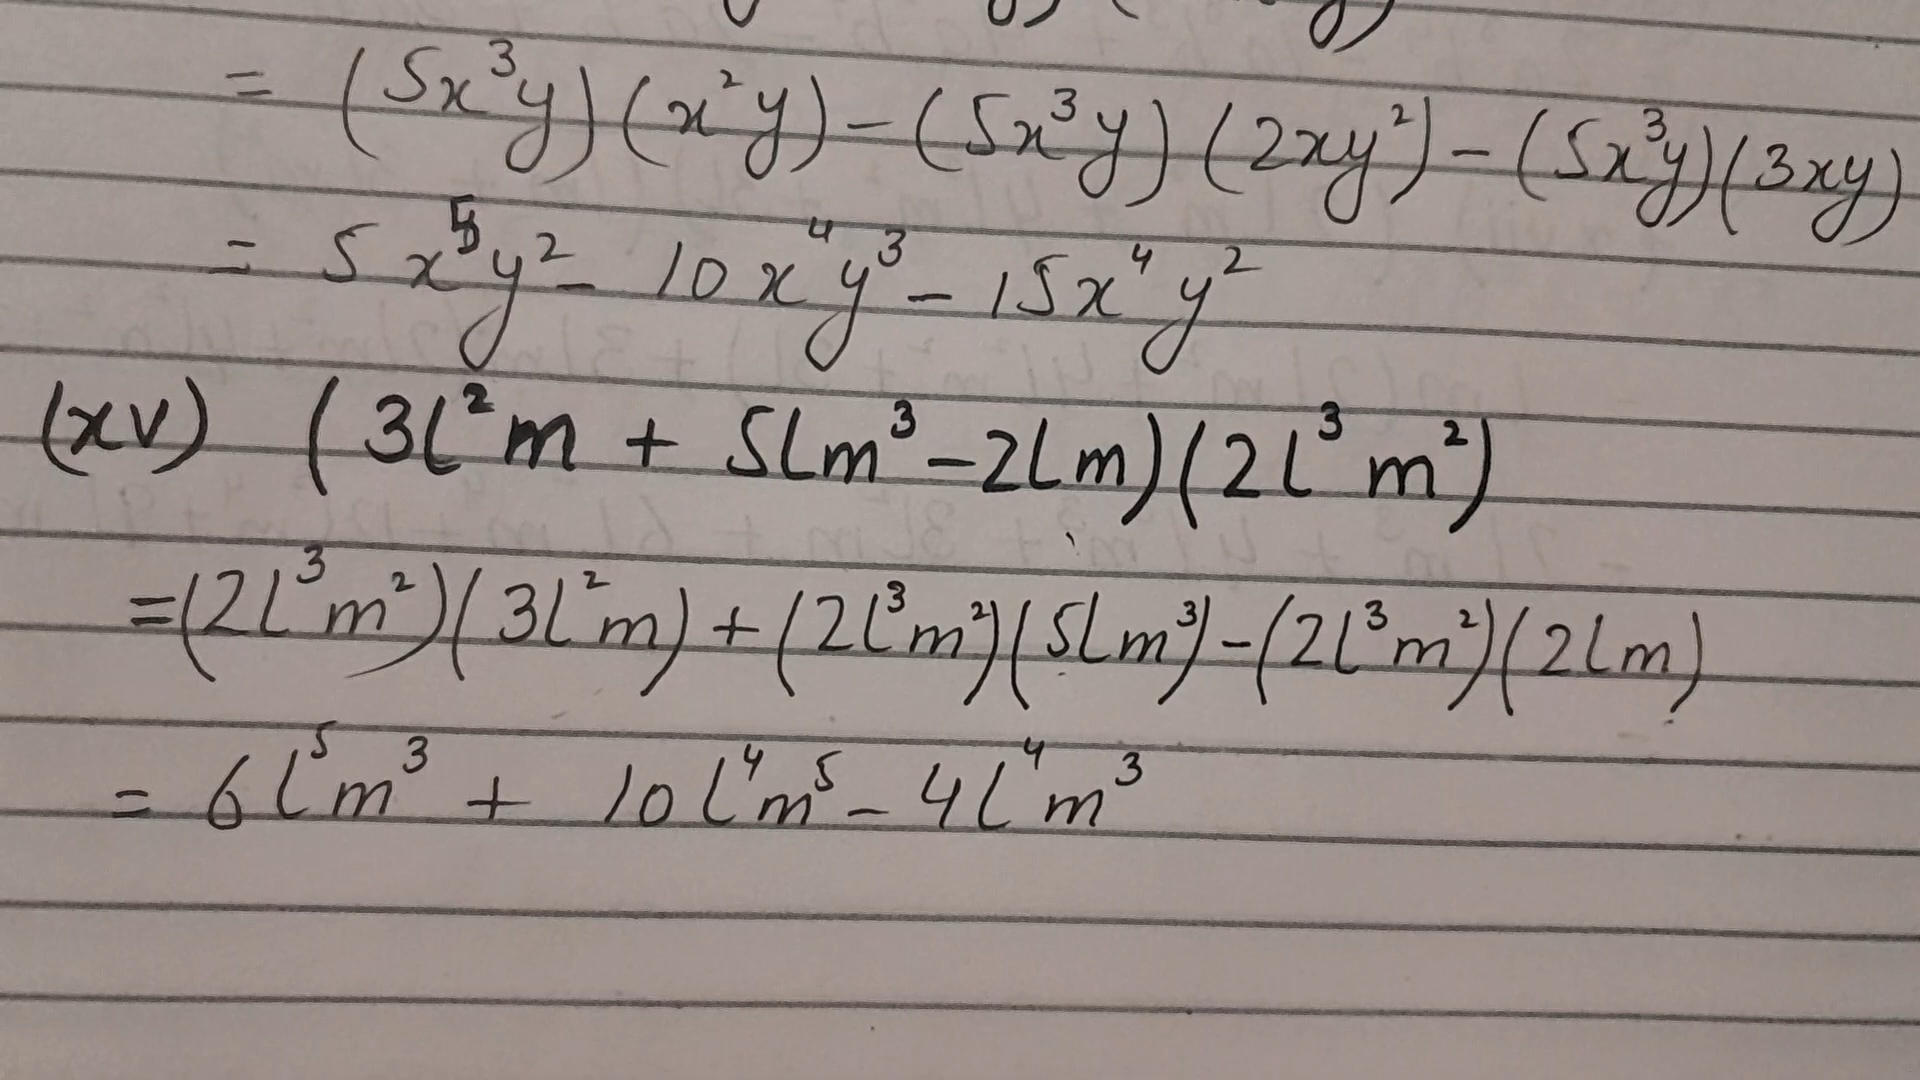 = (5x³y)(x²y) - (5x³y)(2xy²) - (5x³y)(3xy)
= 5x⁵y² - 10x⁴y³ - 15x⁴y²
(xv) (3l²m + 5lm³ - 2lm)(2l³m²)
= (2l³m²)(3l²m) + (2l³m²)(5lm³) - (2l³m²)(2lm)
= 6l⁵m³ + 10l⁴m⁵ - 4l⁴m³